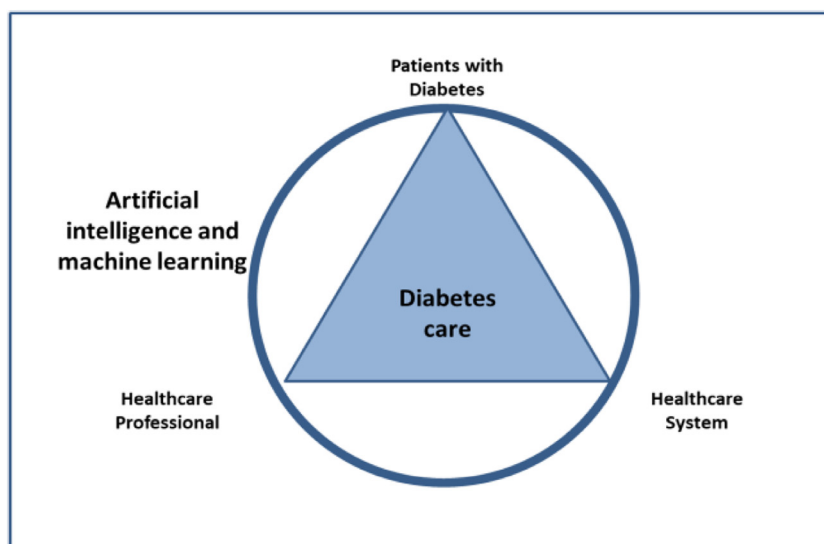 Patients with
Diabetes
Artificial
intelligence and
machine learning
Diabetes
care
Healthcare
Professional
Healthcare
System